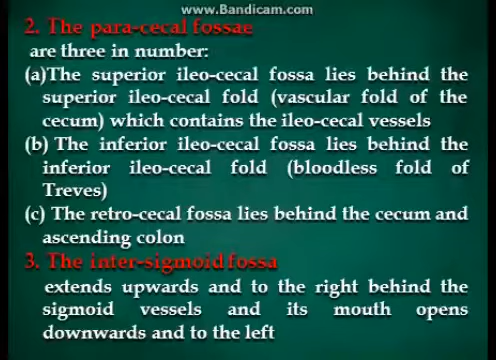 www.Bandicam.com
2. The para-cecal fossae
are three in number:
(a)The superior ileo-cecal fossa lies behind the
superior ileo-cecal fold (vascular fold of the
cecum) which contains the ileo-cecal vessels
(b) The inferior ileo-cecal fossa lies behind the
inferior ileo-cecal fold (bloodless fold of
Treves)
(c) The retro-cecal fossa lies behind the cecum and
ascending colon
3. The inter-sigmoid fossa
extends upwards and to the right behind the
sigmoid vessels and its mouth opens
downwards and to the left